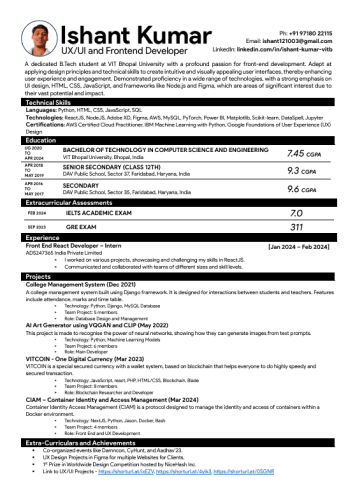 Ishant Kumar
UX/UI and Frontend Developer
Ph: +91 97180 22115
Email: ishant121003@gmail.com
LinkedIn: linkedin.com/in/ishant-kumar-vitb
A dedicated B.Tech student at VIT Bhopal University with a profound passion for front-end development. Adept at
applying design principles and technical skills to create intuitive and visually appealing user interfaces, thereby enhancing
user experience and engagement. Demonstrated proficiency in a wide range of technologies, with a strong emphasis on
UI design, HTML, CSS, JavaScript, and frameworks like Node.js and Figma, which are areas of significant interest due to
their vast potential and impact.
Technical Skills
Languages: Python, HTML, CSS, JavaScript, SQL
Technologies: ReactJS, NodeJS, Adobe XD, Figma, AWS, MySQL, PyTorch, Power BI, Matplotlib, Scikit-learn, DataSpell, Jupyter
Certifications: AWS Certified Cloud Practitioner, IBM Machine Learning with Python, Google Foundations of User Experience (UX)
Design
Education
UG 2020
TO
APR 2024
BACHELOR OF TECHNOLOGY IN COMPUTER SCIENCE AND ENGINEERING
VIT Bhopal University, Bhopal, India
7.45 CGPA
APR 2018
TO
MAY 2019
SENIOR SECONDARY (CLASS 12TH)
DAV Public School, Sector 37, Faridabad, Haryana, India
9.3 CGPA
APR 2016
TO
MAY 2017
SECONDARY
DAV Public School, Sector 35, Faridabad, Haryana, India
9.6 CGPA
Extracurricular Assessments
FEB 2024 IELTS ACADEMIC EXAM 7.0
SEP 2023 GRE EXAM 311
Experience
Front End React Developer – Intern [Jan 2024 – Feb 2024]
ADS247365 India Private Limited
• I worked on various projects, showcasing and challenging my skills in ReactJS.
• Communicated and collaborated with teams of different sizes and skill levels.
Projects
College Management System (Dec 2021)
A college management system built using Django framework. It is designed for interactions between students and teachers. Features
include attendance, marks and time table.
• Technology: Python, Django, MySQL Database
• Team Project: 5 members
• Role: Database Design and Management
AI Art Generator using VQGAN and CLIP (May 2022)
This project is made to recognise the power of neural networks, showing how they can generate images from text prompts.
• Technology: Python, Machine Learning Models
• Team Project: 6 members
• Role: Main Developer
VITCOIN – One Digital Currency (Mar 2023)
VITCOIN is a special secured currency with a wallet system, based on blockchain that helps everyone to do highly speedy and
secured transaction.
• Technology: JavaScript, react, PHP, HTML/CSS, Blockchain, Blade
• Team Project: 8 members
• Role: Blockchain Researcher and Developer
CIAM – Container Identity and Access Management (Mar 2024)
Container Identity Access Management (CIAM) is a protocol designed to manage the identity and access of containers within a
Docker environment.
• Technology: NextJS, Python, Jason, Docker, Bash
• Team Project: 4 members
• Role: Front End and UX Development
Extra-Curriculars and Achievements
• Co-organized events like Damncon, CyHunt, and Aadhar'23.
• UX Design Projects in Figma for multiple Websites for Clients.
• 1st Prize in Worldwide Design Competition hosted by NiceHash Inc.
• Link to UX/UI Projects -